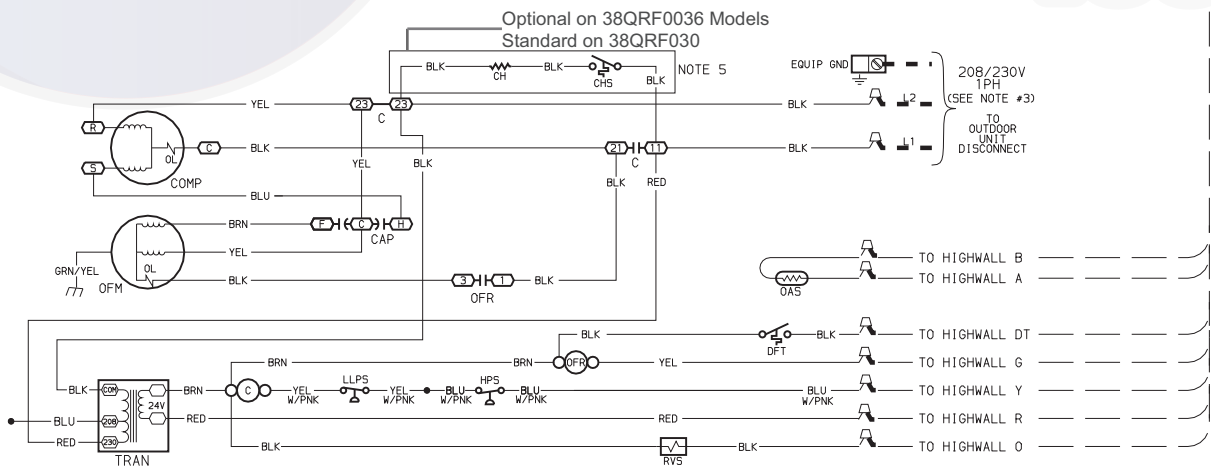 Optional on 38QRF0036 Models
Standard on 38QRF030
BLK CH BLK CHS BLK NOTE 5
EQUIP GND
208/230V
1PH
(SEE NOTE #3)
TO
OUTDOOR
UNIT
DISCONNECT
R YEL 23 C 23 BLK L2
OL C BLK 21 C 11 BLK L1
S COMP YEL BLK BLK RED
BLU
BRN F C H
CAP
YEL
GRN/YEL OFM OL BLK 3 1 BLK
OFR
TO HIGHWALL B
OAS TO HIGHWALL A
BLK DFT BLK TO HIGHWALL DT
BRN BRN OFR YEL TO HIGHWALL G
BLK COM BRN C YEL W/PNK LLPS YEL W/PNK BLU W/PNK HPS BLU W/PNK BLU W/PNK TO HIGHWALL Y
24V
BLU 208 RED RED TO HIGHWALL R
RED 230 BLK RVS BLK TO HIGHWALL O
TRAN